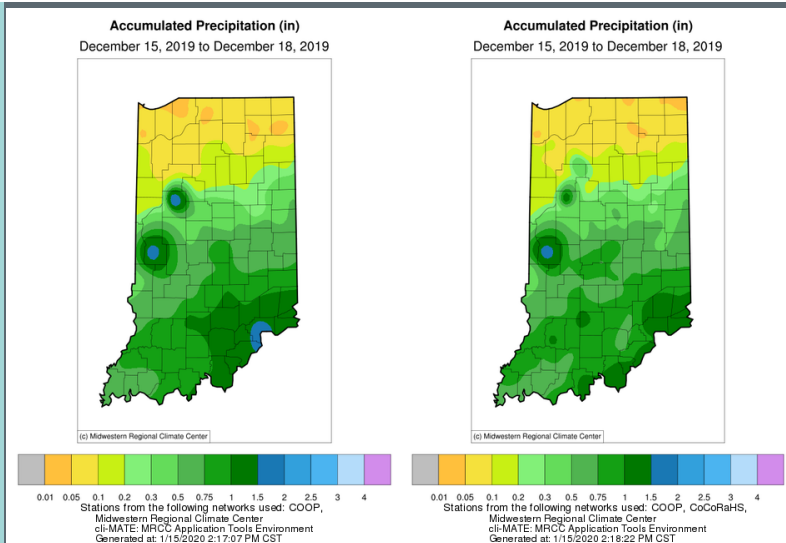 Accumulated Precipitation (in)
December 15, 2019 to December 18, 2019
(c) Midwestern Regional Climate Center
0.01 0.05 0.1 0.2 0.3 0.5 0.75 1 1.5 2 2.5 3 4
Stations from the following networks used: COOP,
Midwestern Regional Climate Center
cli-MATE: MRCC Application Tools Environment
Generated at: 1/15/2020 2:17:07 PM CST
Accumulated Precipitation (in)
December 15, 2019 to December 18, 2019
(c) Midwestern Regional Climate Center
0.01 0.05 0.1 0.2 0.3 0.5 0.75 1 1.5 2 2.5 3 4
Stations from the following networks used: COOP, CoCoRaHS,
Midwestern Regional Climate Center
cli-MATE: MRCC Application Tools Environment
Generated at: 1/15/2020 2:18:22 PM CST